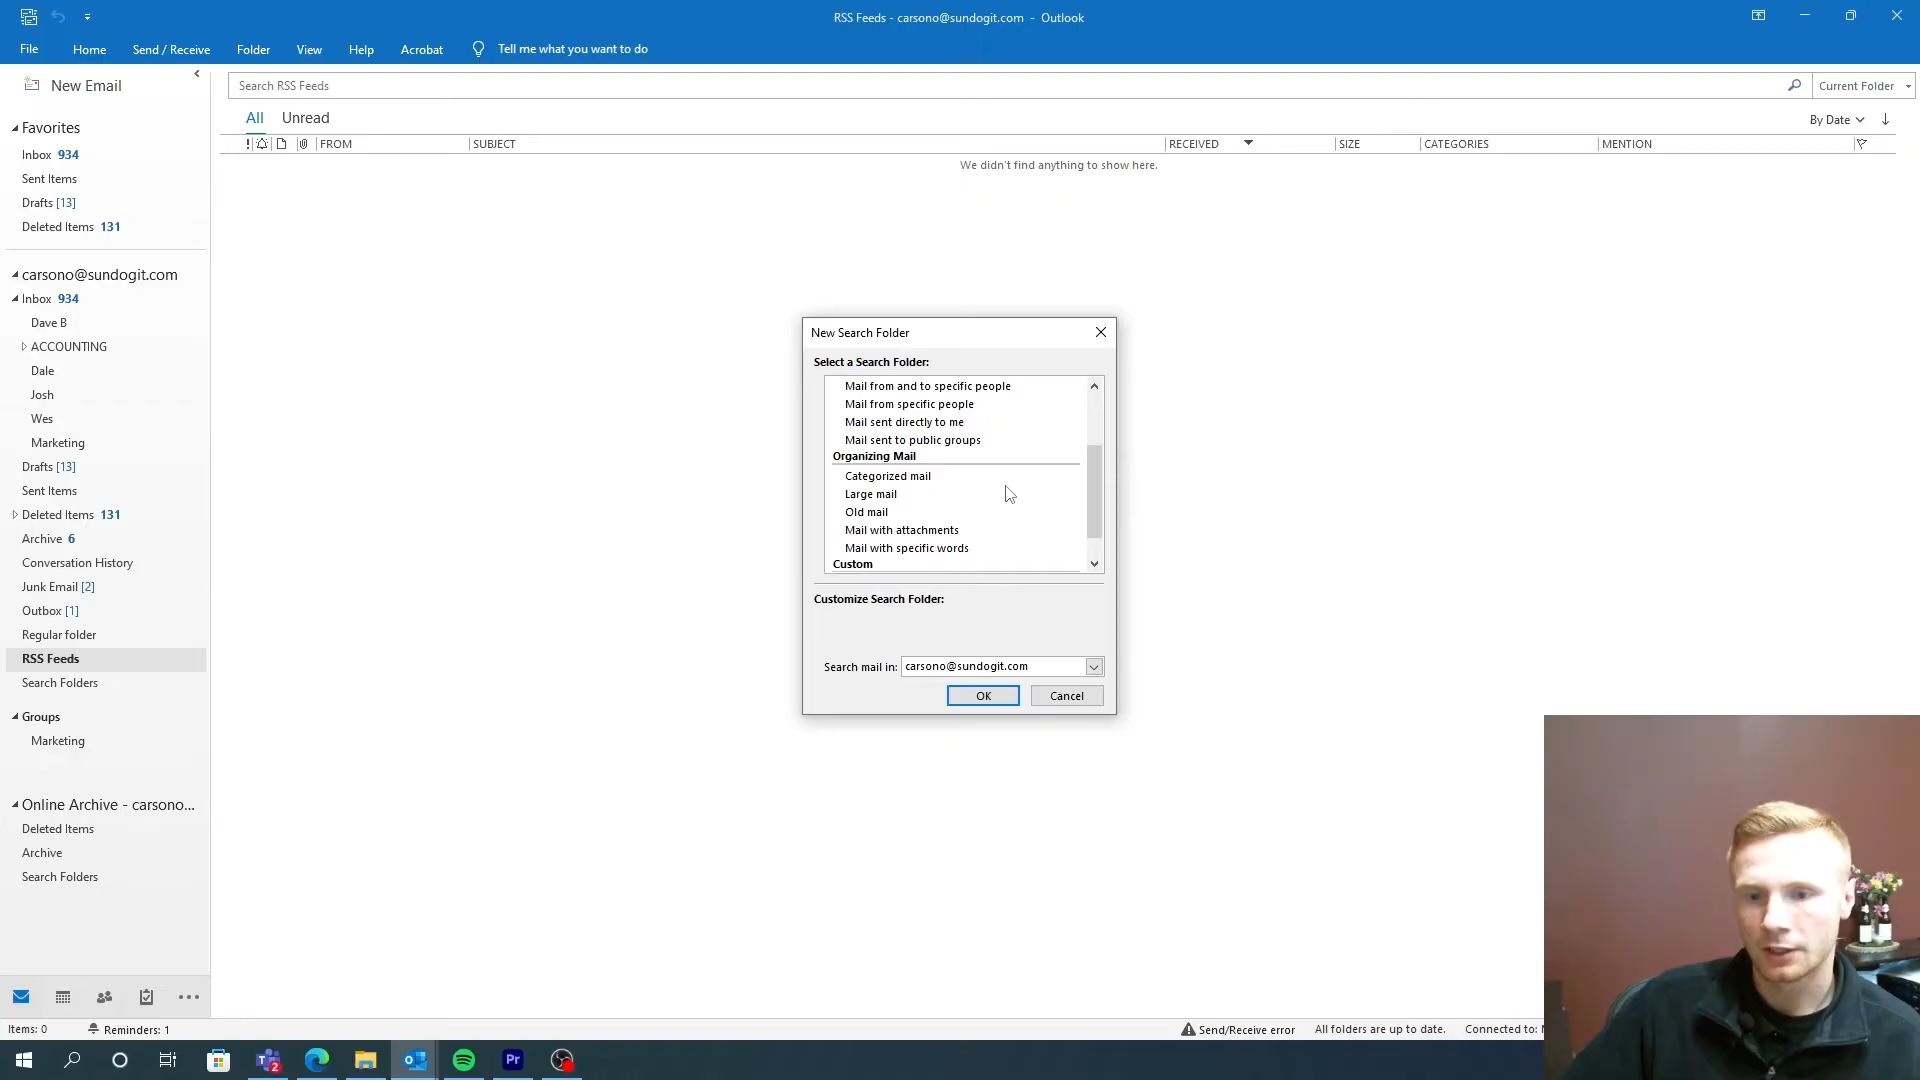 RSS Feeds - carsono@sundogit.com - Outlook
File Home Send / Receive Folder View Help Acrobat Tell me what you want to do
New Email
Search RSS Feeds
Current Folder
All Unread
By Date
! FROM SUBJECT RECEIVED SIZE CATEGORIES MENTION
We didn't find anything to show here.
Favorites
Inbox 934
Sent Items
Drafts [13]
Deleted Items 131
carsono@sundogit.com
Inbox 934
Dave B
ACCOUNTING
Dale
Josh
Wes
Marketing
Drafts [13]
Sent Items
Deleted Items 131
Archive 6
Conversation History
Junk Email [2]
Outbox [1]
Regular folder
RSS Feeds
Search Folders
Groups
Marketing
Online Archive - carsono...
Deleted Items
Archive
Search Folders
New Search Folder
Select a Search Folder:
Mail from and to specific people
Mail from specific people
Mail sent directly to me
Mail sent to public groups
Organizing Mail
Categorized mail
Large mail
Old mail
Mail with attachments
Mail with specific words
Custom
Customize Search Folder:
Search mail in: carsono@sundogit.com
OK Cancel
Items: 0 Reminders: 1 Send/Receive error All folders are up to date. Connected to:
2 Pr